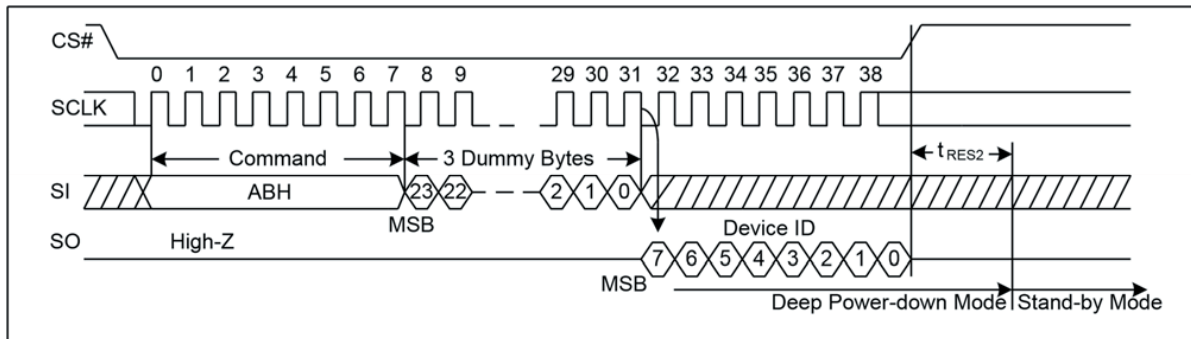 CS#
0 1 2 3 4 5 6 7 8 9 29 30 31 32 33 34 35 36 37 38
SCLK
Command 3 Dummy Bytes tRES2
SI ABH 23 22 2 1 0
MSB Device ID
SO High-Z
7 6 5 4 3 2 1 0
MSB
Deep Power-down Mode Stand-by Mode